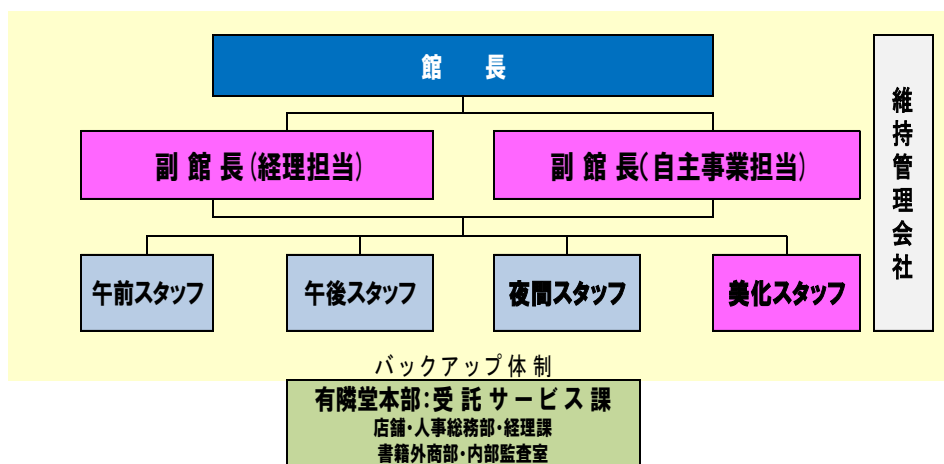 館　長
副 館 長(経理担当)
副 館 長(自主事業担当)
午前スタッフ
午後スタッフ
夜間スタッフ
美化スタッフ
維持管理会社
バックアップ体制
有隣堂本部:受託サービス課
店舗・人事総務部・経理課
書籍外商部・内部監査室